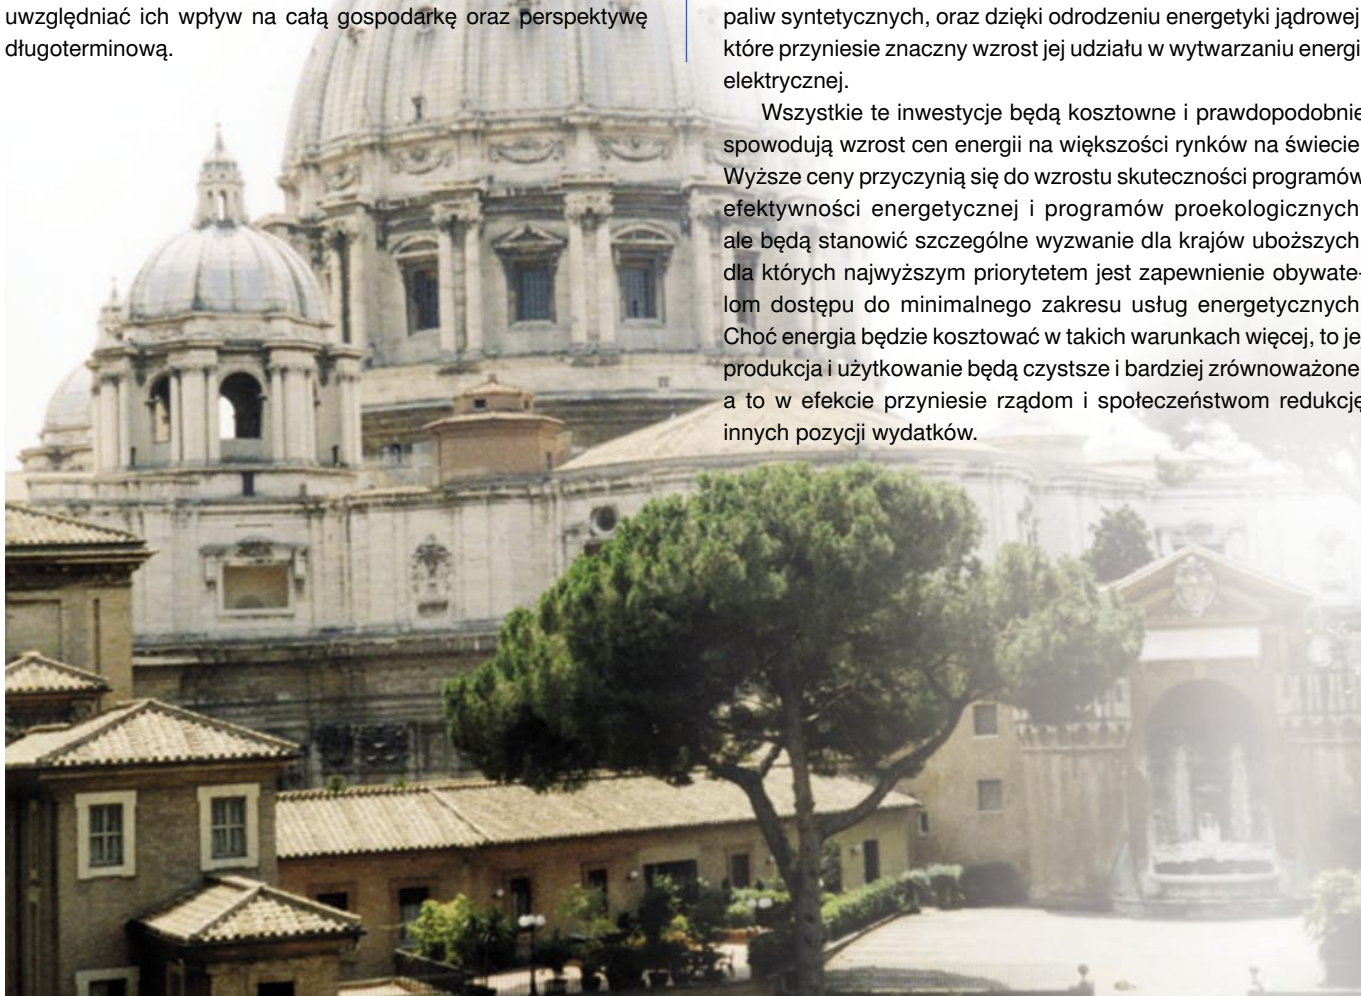 uwzględniać ich wpływ na całą gospodarkę oraz perspektywę
długoterminową.
paliw syntetycznych, oraz dzięki odrodzeniu energetyki jądrowej
które przyniesie znaczny wzrost jej udziału w wytwarzaniu energi
elektrycznej.
Wszystkie te inwestycje będą kosztowne i prawdopodobnie
spowodują wzrost cen energii na większości rynków na świecie
Wyższe ceny przyczynią się do wzrostu skuteczności programów
efektywności energetycznej i programów proekologicznych
ale będą stanowić szczególne wyzwanie dla krajów uboższych
dla których najwyższym priorytetem jest zapewnienie obywate-
lom dostępu do minimalnego zakresu usług energetycznych
Choć energia będzie kosztować w takich warunkach więcej, to je
produkcja i użytkowanie będą czystsze i bardziej zrównoważone
a to w efekcie przyniesie rządom i społeczeństwom redukcję
innych pozycji wydatków.